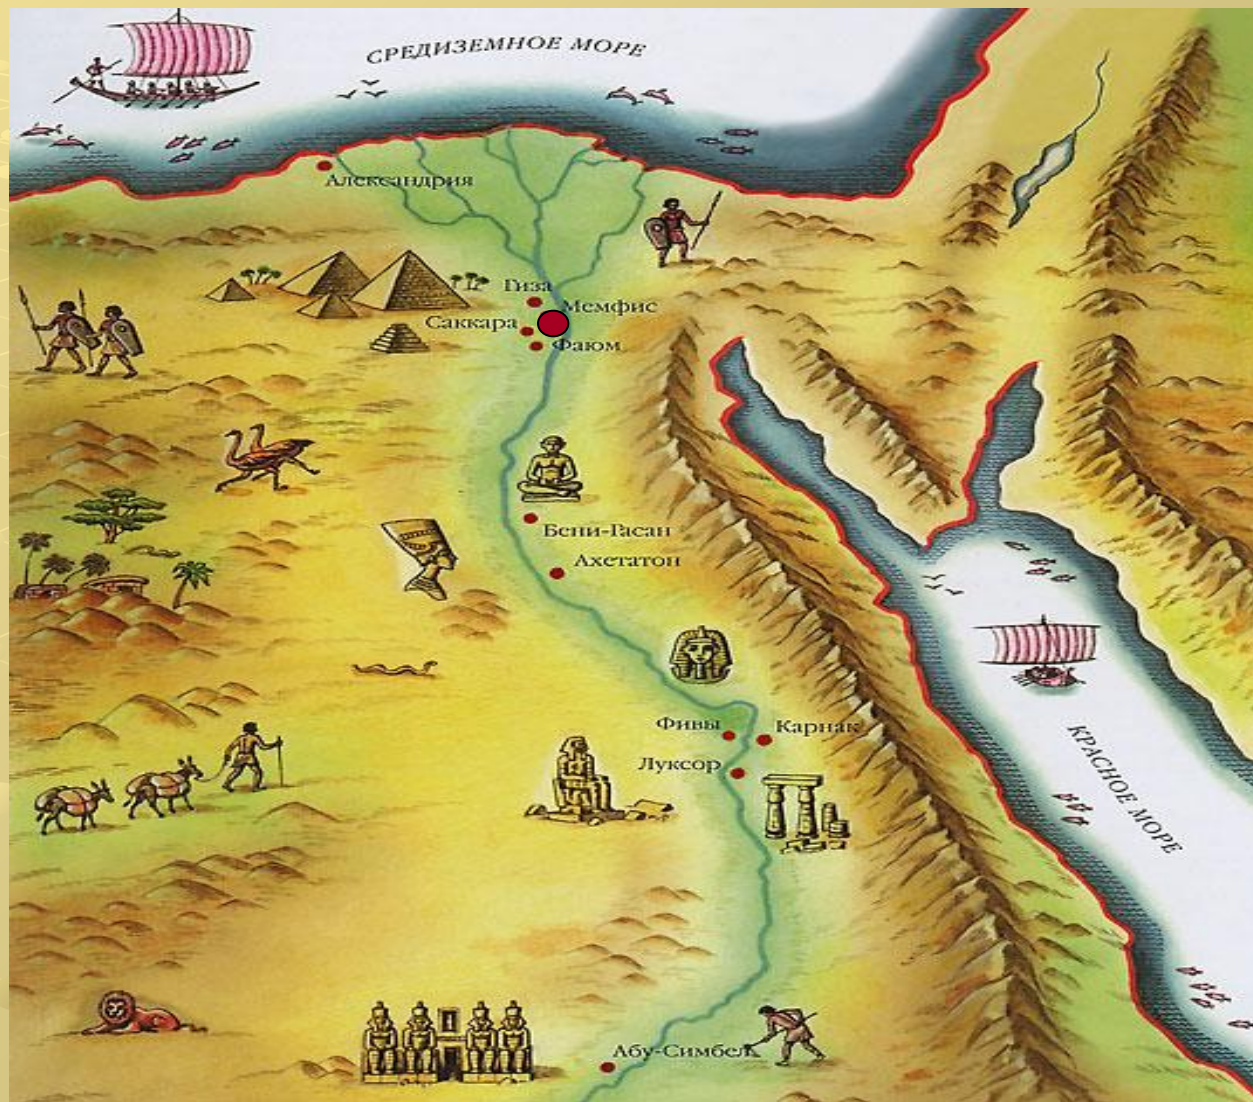 СРЕДИЗЕМНОЕ МОРЕ
Александрия
Гиза
Мемфис
Саккара
Фаюм
Бени-Гасан
Ахетатон
Фивы
Карнак
Луксор
КРАСНОЕ МОРЕ
Абу-Симбел